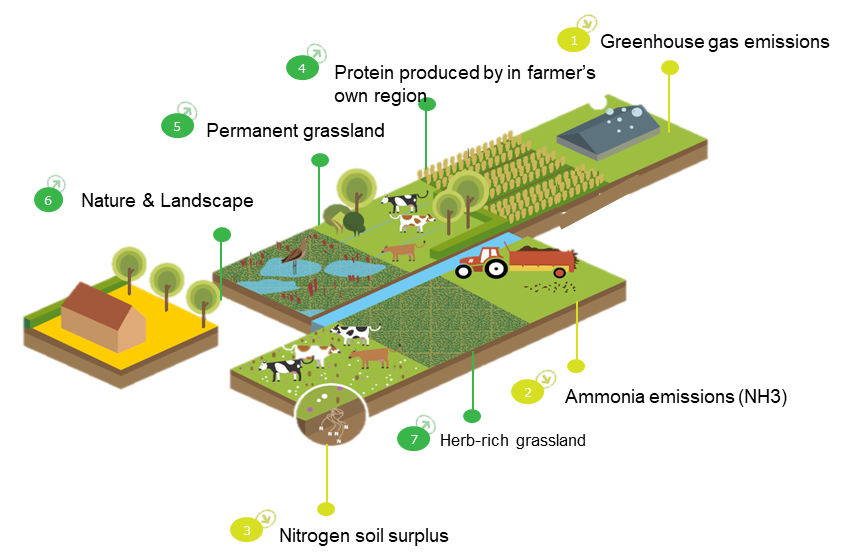 1 Greenhouse gas emissions
4 Protein produced by in farmer's
own region
5 Permanent grassland
6 Nature & Landscape
2 Ammonia emissions (NH3)
7 Herb-rich grassland
N N N
N
3 Nitrogen soil surplus